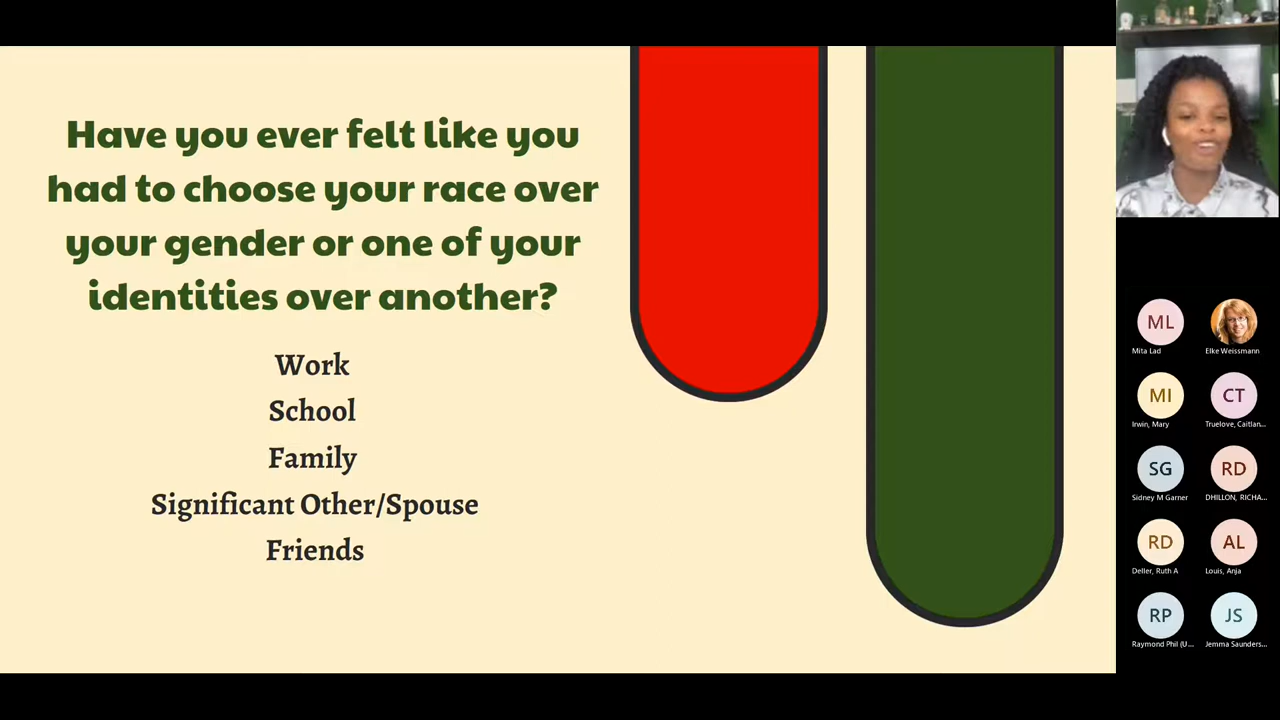 Have you ever felt like you
had to choose your race over
your gender or one of your
identities over another?
Work
School
Family
Significant Other/Spouse
Friends
ML
Mita Lad
Elke Weissmann
MI
Irwin, Mary
CT
Truelove, Caitlan...
SG
Sidney M Garner
RD
DHILLON, RICHA...
RD
Deller, Ruth A
AL
Louis, Anja
RP
Raymond Phil (U...
JS
Jemma Saunders...